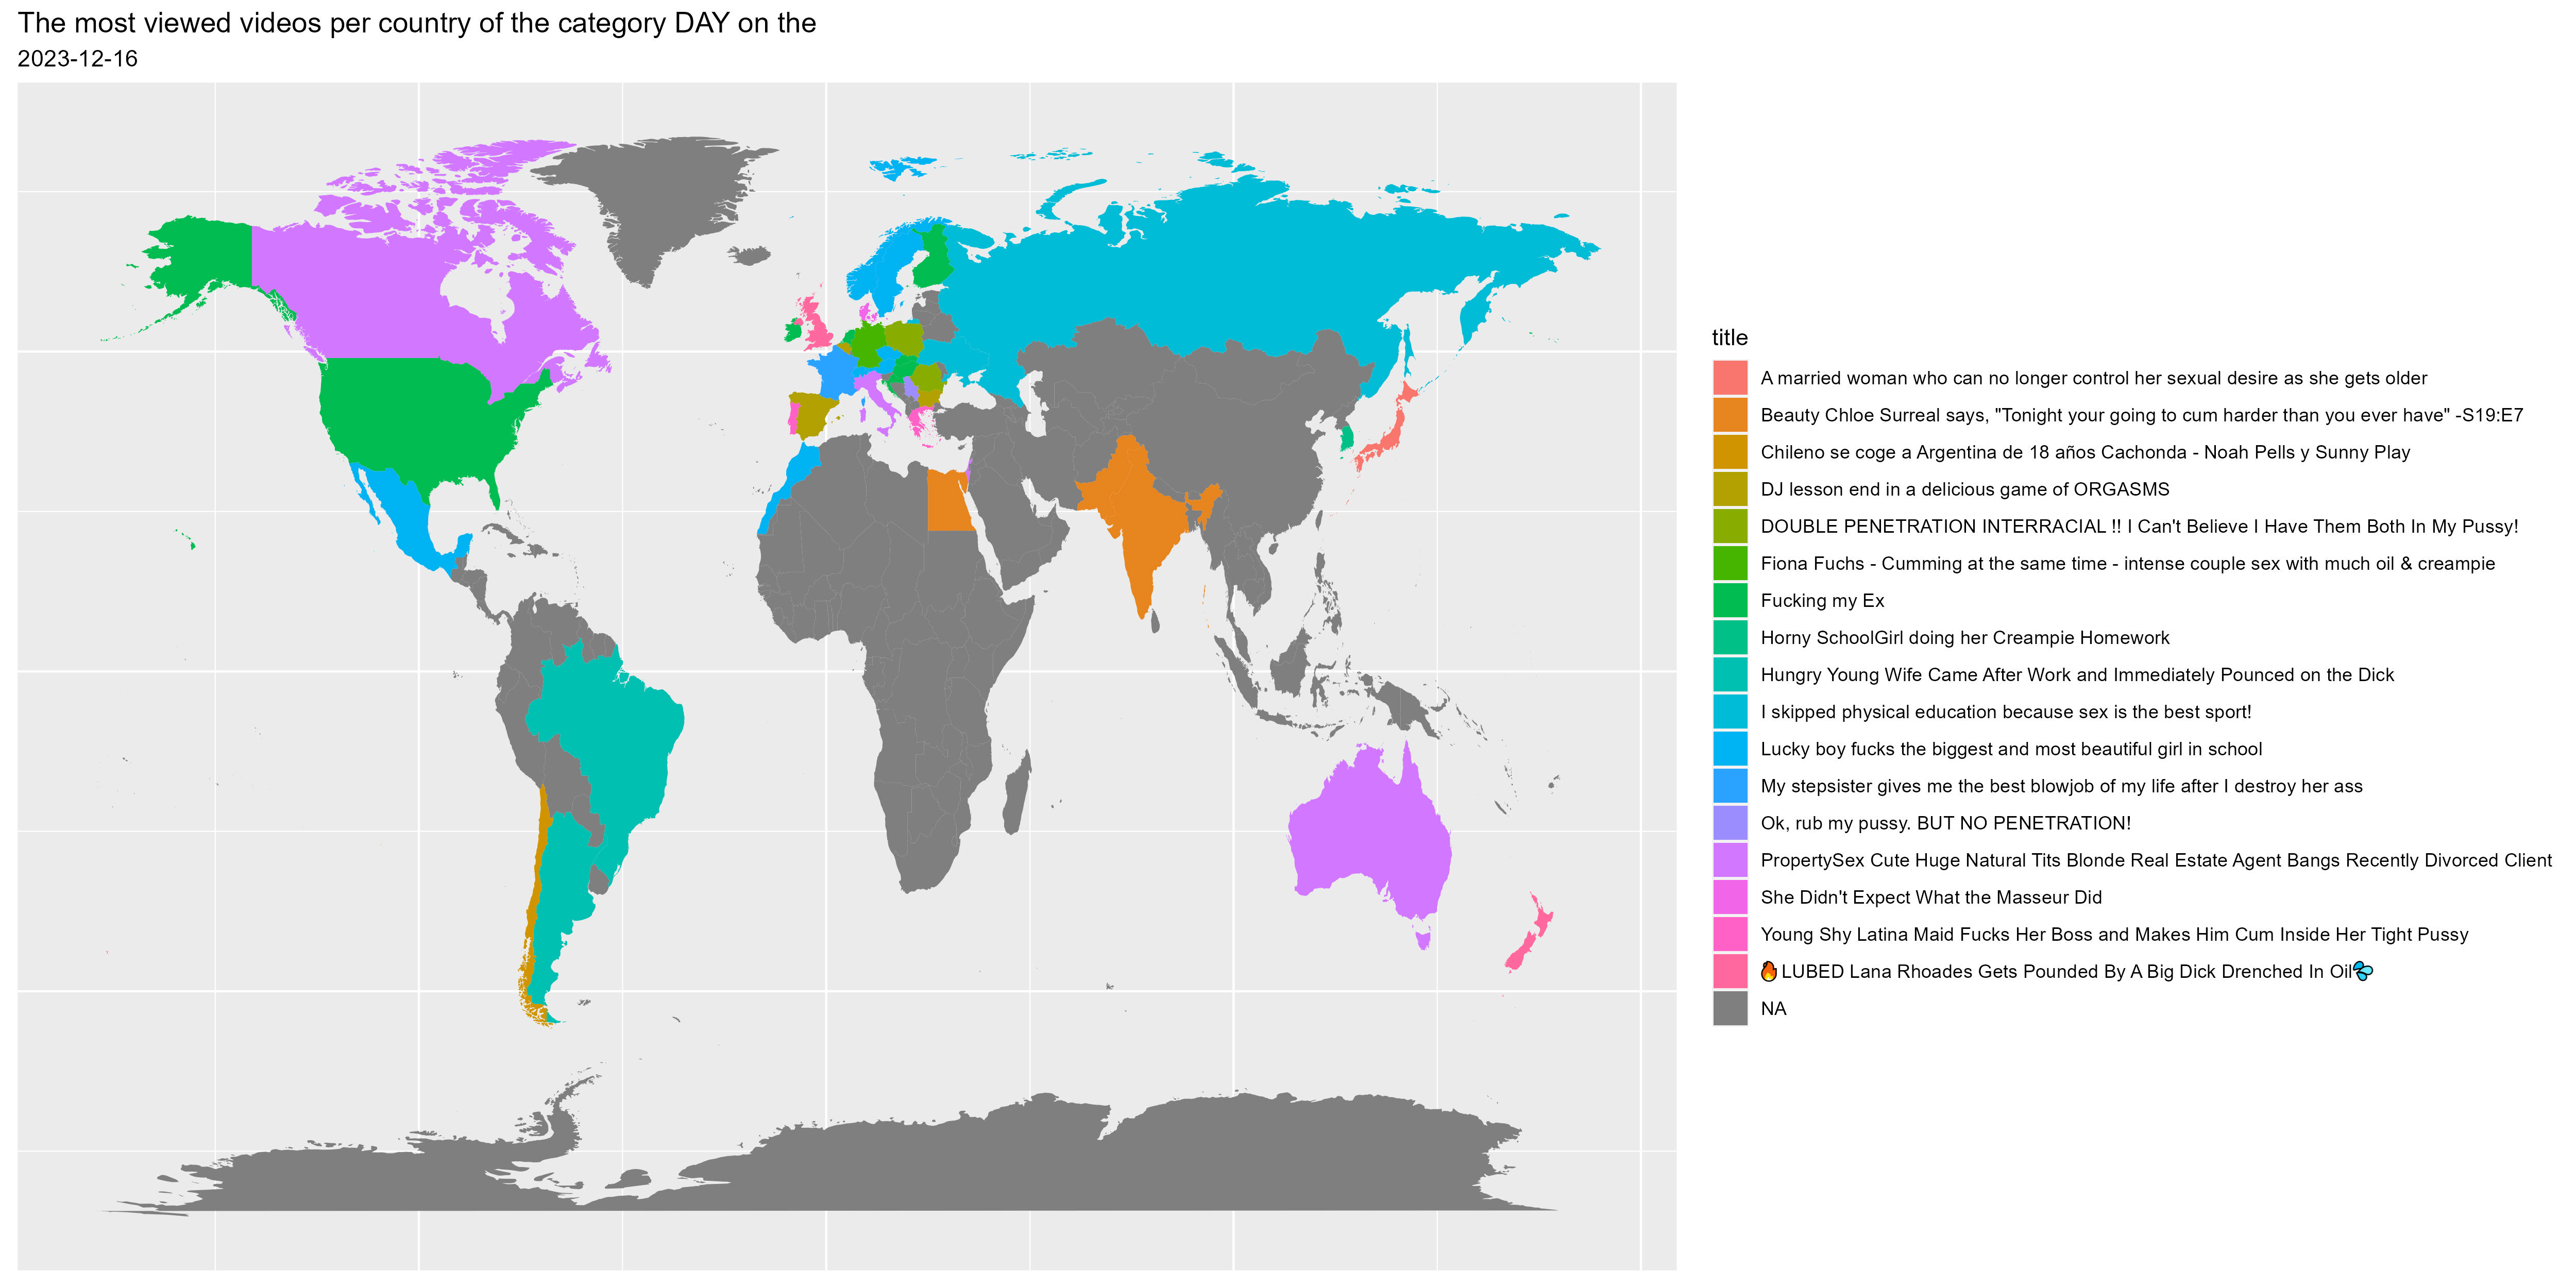 The most viewed videos per country of the category DAY on the
2023-12-16
title
A married woman who can no longer control her sexual desire as she gets older
Beauty Chloe Surreal says, "Tonight your going to cum harder than you ever have" -S19:E7
Chileno se coge a Argentina de 18 años Cachonda - Noah Pells y Sunny Play
DJ lesson end in a delicious game of ORGASMS
DOUBLE PENETRATION INTERRACIAL !! I Can't Believe I Have Them Both In My Pussy!
Fiona Fuchs - Cumming at the same time - intense couple sex with much oil & creampie
Fucking my Ex
Horny SchoolGirl doing her Creampie Homework
Hungry Young Wife Came After Work and Immediately Pounced on the Dick
I skipped physical education because sex is the best sport!
Lucky boy fucks the biggest and most beautiful girl in school
My stepsister gives me the best blowjob of my life after I destroy her ass
Ok, rub my pussy. BUT NO PENETRATION!
PropertySex Cute Huge Natural Tits Blonde Real Estate Agent Bangs Recently Divorced Client
She Didn't Expect What the Masseur Did
Young Shy Latina Maid Fucks Her Boss and Makes Him Cum Inside Her Tight Pussy
🔥LUBED Lana Rhoades Gets Pounded By A Big Dick Drenched In Oil💦
NA